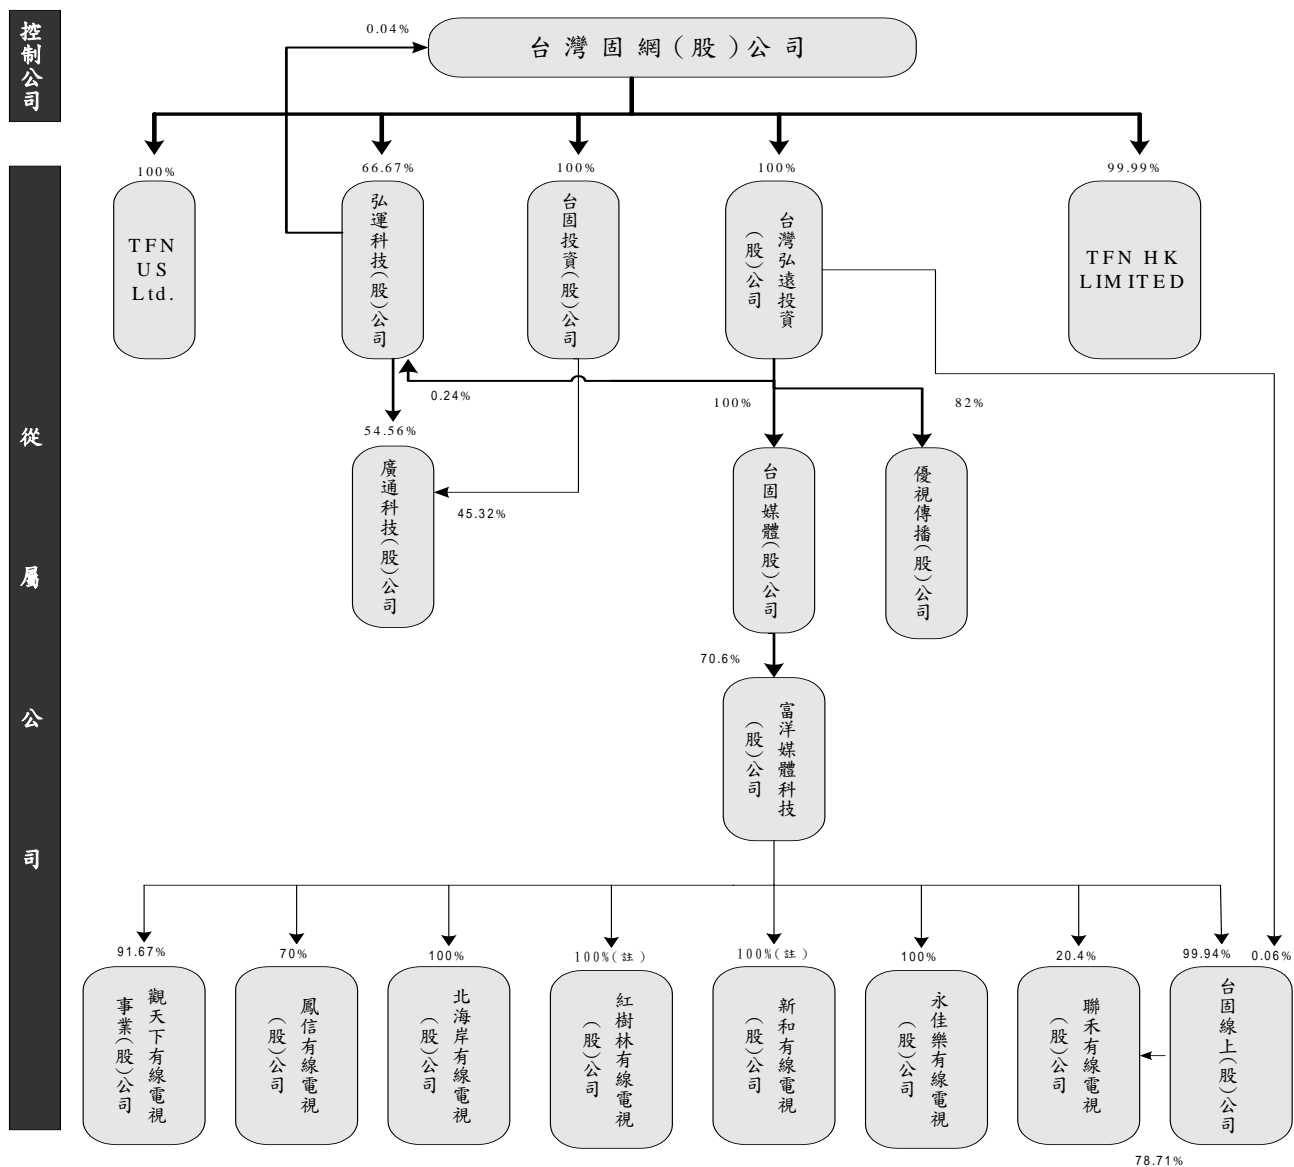 控制公司
0.04%
台灣固網(股)公司
100%
66.67%
100%
100%
99.99%
TFN
US
Ltd.
弘運科技(股)公司
台固投資(股)公司
台灣弘遠投資
(股)公司
TFN HK
LIMITED
從屬公司
0.24%
100%
82%
54.56%
廣通科技(股)公司
45.32%
台固媒體(股)公司
優視傳播(股)公司
70.6%
富洋媒體科技
(股)公司
91.67%
70%
100%
100%(註)
100%(註)
100%
20.4%
99.94%
0.06%
觀天下有線電視
事業(股)公司
鳳信有線電視
(股)公司
北海岸有線電視
(股)公司
紅樹林有線電視
(股)公司
新和有線電視
(股)公司
永佳樂有線電視
(股)公司
聯禾有線電視
(股)公司
台固線上(股)公司
78.71%